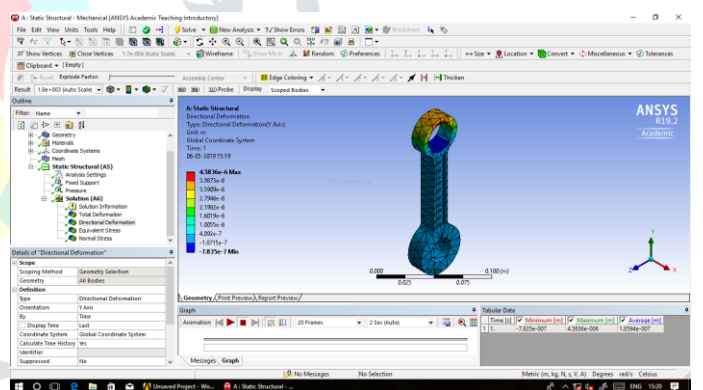 A : Static Structural - Mechanical [ANSYS Academic Teaching Introductory]
File Edit View Units Tools Help Solve New Analysis ?/ Show Errors Worksheet
Show Vertices Close Vertices 1.7e-004 (Auto Scale) Wireframe Show Mesh Random Preferences Size Location Convert Miscellaneous Tolerances
Clipboard [Empty]
Reset Explode Factor: Assembly Center Edge Coloring Thicken
Result 1.8e+003 (Auto Scale) Probe Display Scoped Bodies
Outline
Filter: Name
Geometry
Materials
Coordinate Systems
Mesh
Static Structural (A5)
Analysis Settings
Fixed Support
Pressure
Solution (A6)
Solution Information
Total Deformation
Directional Deformation
Equivalent Stress
Normal Stress
Details of "Directional Deformation"
Scope
Scoping Method Geometry Selection
Geometry All Bodies
Definition
Type Directional Deformation
Orientation Y Axis
By Time
Display Time Last
Coordinate System Global Coordinate System
Calculate Time History Yes
Identifier
Suppressed No
A: Static Structural
Directional Deformation
Type: Directional Deformation(Y Axis)
Unit: m
Global Coordinate System
Time: 1
06-03-2019 15:19
4.5836e-6 Max
3.9873e-6
3.3909e-6
2.7946e-6
2.1982e-6
1.6019e-6
1.0055e-6
4.092e-7
-1.8715e-7
-7.835e-7 Min
ANSYS
R19.2
Academic
0.000 0.100 (m)
0.025 0.075
Y
Z X
Geometry Print Preview Report Preview
Graph
Animation 20 Frames 2 Sec (Auto)
Messages Graph
Tabular Data
Time [s] Minimum [m] Maximum [m] Average [m]
1 1. -7.835e-007 4.5836e-006 1.8594e-007
No Messages No Selection Metric (m, kg, N, s, V, A) Degrees rad/s Celsius
Unsaved Project - Wo... A : Static Structural - ... ENG 15:20